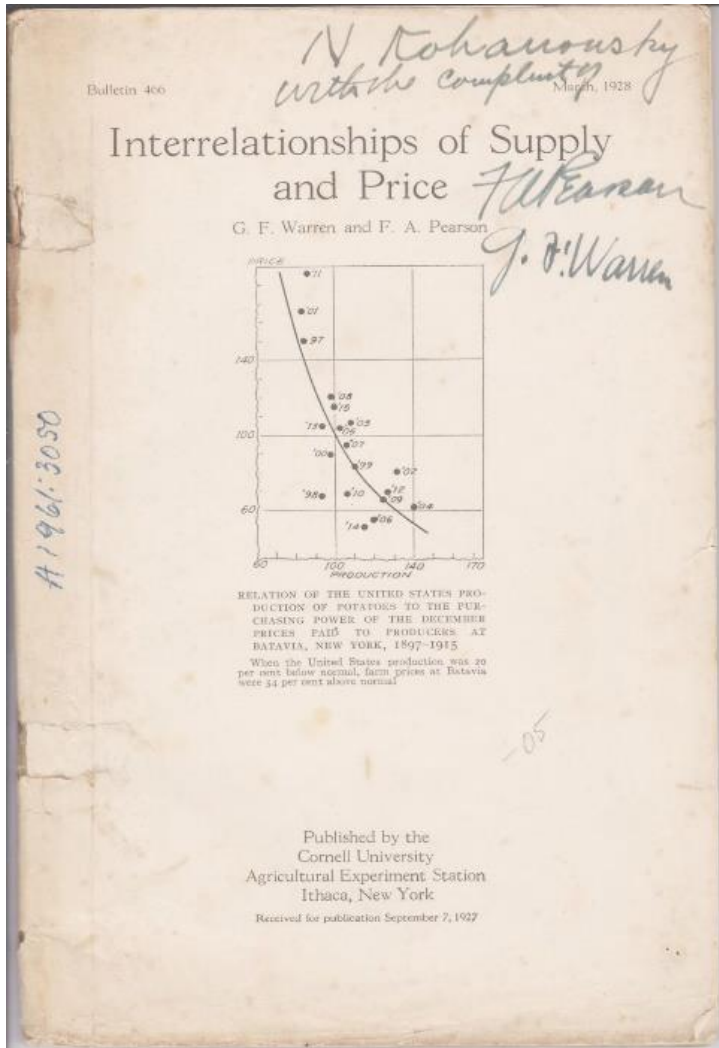 N Kohanowsky
with the compliments of
Bulletin 466
March, 1928
Interrelationships of Supply
and Price
F A Pearson
G. F. Warren and F. A. Pearson
G. F. Warren
PRICE
'11
'01
'97
140
'08
'15
'13
'03
'05
100
'07
'00
'99
'02
'98
'10
'12
'09
'04
60
'14
'06
60
100
140
170
PRODUCTION
RELATION OF THE UNITED STATES PRO-
DUCTION OF POTATOES TO THE PUR-
CHASING POWER OF THE DECEMBER
PRICES PAID TO PRODUCERS AT
BATAVIA, NEW YORK, 1897-1915
When the United States production was 20
per cent below normal, farm prices at Batavia
were 54 per cent above normal
A1961:3050
-05
Published by the
Cornell University
Agricultural Experiment Station
Ithaca, New York
Received for publication September 7, 1927